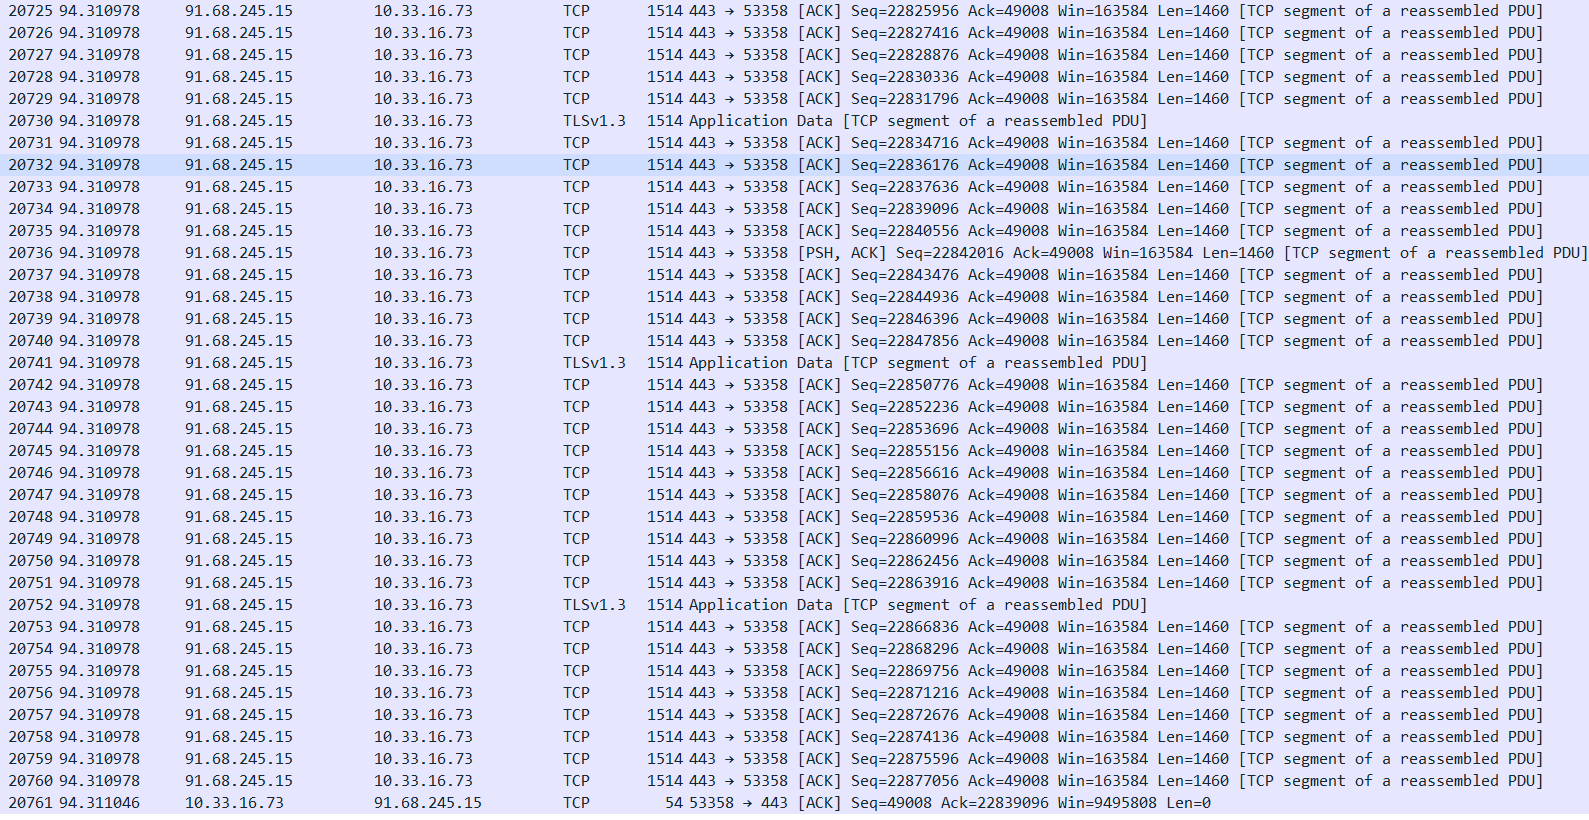 20725 94.310978 91.68.245.15 10.33.16.73 TCP 1514 443 → 53358 [ACK] Seq=22825956 Ack=49008 Win=163584 Len=1460 [TCP segment of a reassembled PDU]
20726 94.310978 91.68.245.15 10.33.16.73 TCP 1514 443 → 53358 [ACK] Seq=22827416 Ack=49008 Win=163584 Len=1460 [TCP segment of a reassembled PDU]
20727 94.310978 91.68.245.15 10.33.16.73 TCP 1514 443 → 53358 [ACK] Seq=22828876 Ack=49008 Win=163584 Len=1460 [TCP segment of a reassembled PDU]
20728 94.310978 91.68.245.15 10.33.16.73 TCP 1514 443 → 53358 [ACK] Seq=22830336 Ack=49008 Win=163584 Len=1460 [TCP segment of a reassembled PDU]
20729 94.310978 91.68.245.15 10.33.16.73 TCP 1514 443 → 53358 [ACK] Seq=22831796 Ack=49008 Win=163584 Len=1460 [TCP segment of a reassembled PDU]
20730 94.310978 91.68.245.15 10.33.16.73 TLSv1.3 1514 Application Data [TCP segment of a reassembled PDU]
20731 94.310978 91.68.245.15 10.33.16.73 TCP 1514 443 → 53358 [ACK] Seq=22834716 Ack=49008 Win=163584 Len=1460 [TCP segment of a reassembled PDU]
20732 94.310978 91.68.245.15 10.33.16.73 TCP 1514 443 → 53358 [ACK] Seq=22836176 Ack=49008 Win=163584 Len=1460 [TCP segment of a reassembled PDU]
20733 94.310978 91.68.245.15 10.33.16.73 TCP 1514 443 → 53358 [ACK] Seq=22837636 Ack=49008 Win=163584 Len=1460 [TCP segment of a reassembled PDU]
20734 94.310978 91.68.245.15 10.33.16.73 TCP 1514 443 → 53358 [ACK] Seq=22839096 Ack=49008 Win=163584 Len=1460 [TCP segment of a reassembled PDU]
20735 94.310978 91.68.245.15 10.33.16.73 TCP 1514 443 → 53358 [ACK] Seq=22840556 Ack=49008 Win=163584 Len=1460 [TCP segment of a reassembled PDU]
20736 94.310978 91.68.245.15 10.33.16.73 TCP 1514 443 → 53358 [PSH, ACK] Seq=22842016 Ack=49008 Win=163584 Len=1460 [TCP segment of a reassembled PDU]
20737 94.310978 91.68.245.15 10.33.16.73 TCP 1514 443 → 53358 [ACK] Seq=22843476 Ack=49008 Win=163584 Len=1460 [TCP segment of a reassembled PDU]
20738 94.310978 91.68.245.15 10.33.16.73 TCP 1514 443 → 53358 [ACK] Seq=22844936 Ack=49008 Win=163584 Len=1460 [TCP segment of a reassembled PDU]
20739 94.310978 91.68.245.15 10.33.16.73 TCP 1514 443 → 53358 [ACK] Seq=22846396 Ack=49008 Win=163584 Len=1460 [TCP segment of a reassembled PDU]
20740 94.310978 91.68.245.15 10.33.16.73 TCP 1514 443 → 53358 [ACK] Seq=22847856 Ack=49008 Win=163584 Len=1460 [TCP segment of a reassembled PDU]
20741 94.310978 91.68.245.15 10.33.16.73 TLSv1.3 1514 Application Data [TCP segment of a reassembled PDU]
20742 94.310978 91.68.245.15 10.33.16.73 TCP 1514 443 → 53358 [ACK] Seq=22850776 Ack=49008 Win=163584 Len=1460 [TCP segment of a reassembled PDU]
20743 94.310978 91.68.245.15 10.33.16.73 TCP 1514 443 → 53358 [ACK] Seq=22852236 Ack=49008 Win=163584 Len=1460 [TCP segment of a reassembled PDU]
20744 94.310978 91.68.245.15 10.33.16.73 TCP 1514 443 → 53358 [ACK] Seq=22853696 Ack=49008 Win=163584 Len=1460 [TCP segment of a reassembled PDU]
20745 94.310978 91.68.245.15 10.33.16.73 TCP 1514 443 → 53358 [ACK] Seq=22855156 Ack=49008 Win=163584 Len=1460 [TCP segment of a reassembled PDU]
20746 94.310978 91.68.245.15 10.33.16.73 TCP 1514 443 → 53358 [ACK] Seq=22856616 Ack=49008 Win=163584 Len=1460 [TCP segment of a reassembled PDU]
20747 94.310978 91.68.245.15 10.33.16.73 TCP 1514 443 → 53358 [ACK] Seq=22858076 Ack=49008 Win=163584 Len=1460 [TCP segment of a reassembled PDU]
20748 94.310978 91.68.245.15 10.33.16.73 TCP 1514 443 → 53358 [ACK] Seq=22859536 Ack=49008 Win=163584 Len=1460 [TCP segment of a reassembled PDU]
20749 94.310978 91.68.245.15 10.33.16.73 TCP 1514 443 → 53358 [ACK] Seq=22860996 Ack=49008 Win=163584 Len=1460 [TCP segment of a reassembled PDU]
20750 94.310978 91.68.245.15 10.33.16.73 TCP 1514 443 → 53358 [ACK] Seq=22862456 Ack=49008 Win=163584 Len=1460 [TCP segment of a reassembled PDU]
20751 94.310978 91.68.245.15 10.33.16.73 TCP 1514 443 → 53358 [ACK] Seq=22863916 Ack=49008 Win=163584 Len=1460 [TCP segment of a reassembled PDU]
20752 94.310978 91.68.245.15 10.33.16.73 TLSv1.3 1514 Application Data [TCP segment of a reassembled PDU]
20753 94.310978 91.68.245.15 10.33.16.73 TCP 1514 443 → 53358 [ACK] Seq=22866836 Ack=49008 Win=163584 Len=1460 [TCP segment of a reassembled PDU]
20754 94.310978 91.68.245.15 10.33.16.73 TCP 1514 443 → 53358 [ACK] Seq=22868296 Ack=49008 Win=163584 Len=1460 [TCP segment of a reassembled PDU]
20755 94.310978 91.68.245.15 10.33.16.73 TCP 1514 443 → 53358 [ACK] Seq=22869756 Ack=49008 Win=163584 Len=1460 [TCP segment of a reassembled PDU]
20756 94.310978 91.68.245.15 10.33.16.73 TCP 1514 443 → 53358 [ACK] Seq=22871216 Ack=49008 Win=163584 Len=1460 [TCP segment of a reassembled PDU]
20757 94.310978 91.68.245.15 10.33.16.73 TCP 1514 443 → 53358 [ACK] Seq=22872676 Ack=49008 Win=163584 Len=1460 [TCP segment of a reassembled PDU]
20758 94.310978 91.68.245.15 10.33.16.73 TCP 1514 443 → 53358 [ACK] Seq=22874136 Ack=49008 Win=163584 Len=1460 [TCP segment of a reassembled PDU]
20759 94.310978 91.68.245.15 10.33.16.73 TCP 1514 443 → 53358 [ACK] Seq=22875596 Ack=49008 Win=163584 Len=1460 [TCP segment of a reassembled PDU]
20760 94.310978 91.68.245.15 10.33.16.73 TCP 1514 443 → 53358 [ACK] Seq=22877056 Ack=49008 Win=163584 Len=1460 [TCP segment of a reassembled PDU]
20761 94.311046 10.33.16.73 91.68.245.15 TCP 54 53358 → 443 [ACK] Seq=49008 Ack=22839096 Win=9495808 Len=0